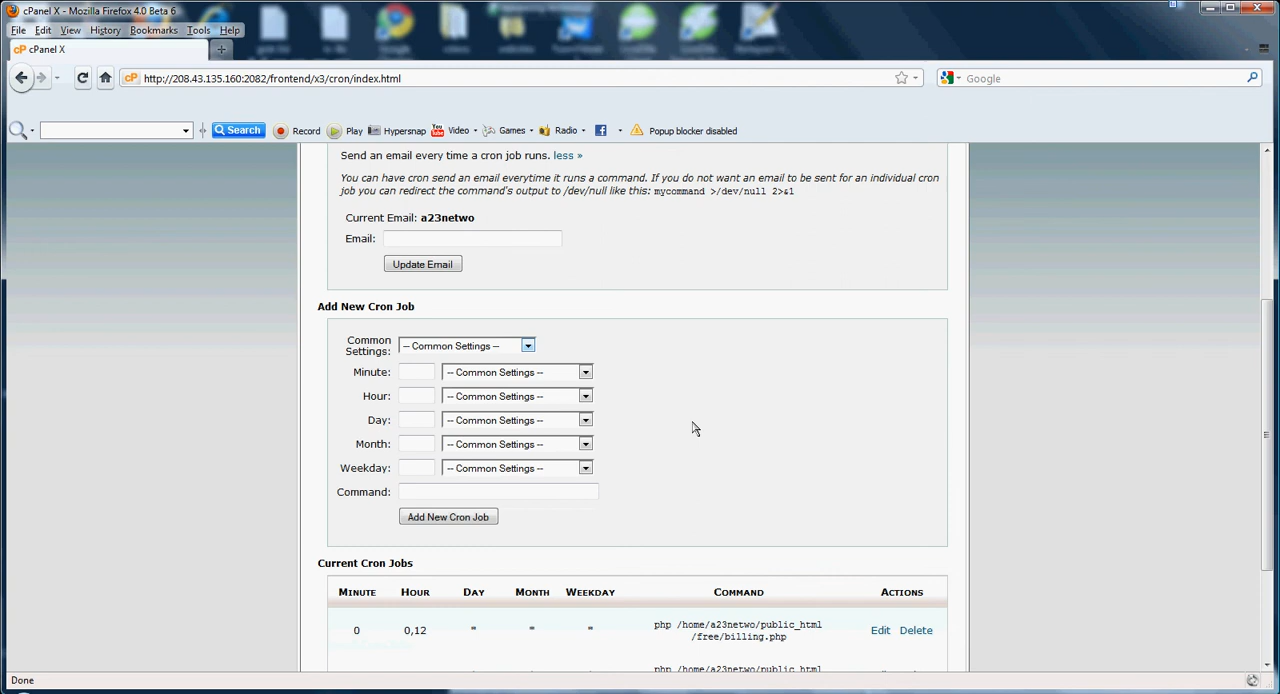 cPanel X - Mozilla Firefox 4.0 Beta 6
File Edit View History Bookmarks Tools Help
cP cPanel X
cP http://208.43.135.160:2082/frontend/x3/cron/index.html
Google
Search Record Play Hypersnap Video Games Radio Popup blocker disabled
Send an email every time a cron job runs. less »
You can have cron send an email everytime it runs a command. If you do not want an email to be sent for an individual cron
job you can redirect the command's output to /dev/null like this: mycommand >/dev/null 2>&1
Current Email: a23netwo
Email:
Update Email
Add New Cron Job
Common
Settings: -- Common Settings --
Minute: -- Common Settings --
Hour: -- Common Settings --
Day: -- Common Settings --
Month: -- Common Settings --
Weekday: -- Common Settings --
Command:
Add New Cron Job
Current Cron Jobs
MINUTE HOUR DAY MONTH WEEKDAY COMMAND ACTIONS
0 0,12 * * * php /home/a23netwo/public_html
/free/billing.php Edit Delete
php /home/a23netwo/public_html
Done